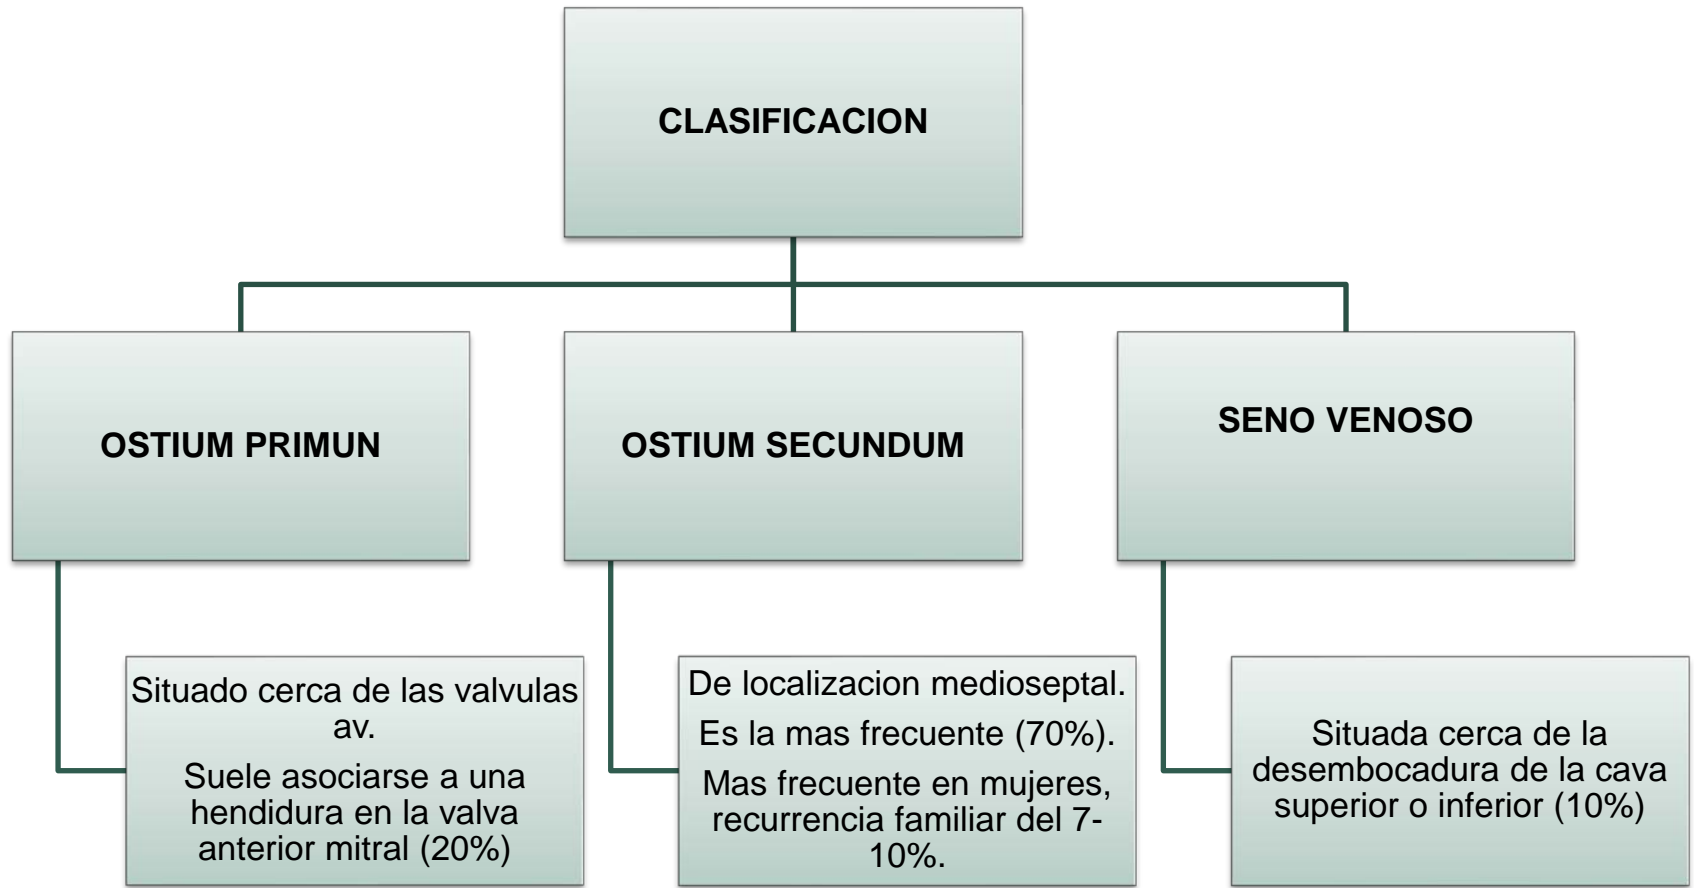 CLASIFICACION
OSTIUM PRIMUN
OSTIUM SECUNDUM
SENO VENOSO
Situado cerca de las valvulas
av.
Suele asociarse a una
hendidura en la valva
anterior mitral (20%)
De localizacion medioseptal.
Es la mas frecuente (70%).
Mas frecuente en mujeres,
recurrencia familiar del 7-
10%.
Situada cerca de la
desembocadura de la cava
superior o inferior (10%)